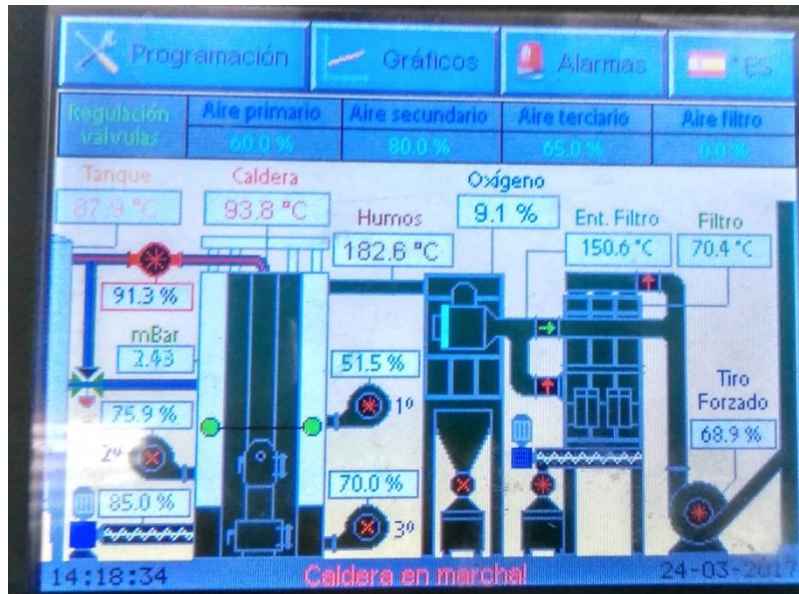 Programación Gráficos Alarmas ES
Regulación válvulas
Aire primario Aire secundario Aire terciario Aire filtro
60.0 % 80.0 % 65.0 % 0.0 %
Tanque Caldera Oxígeno
87.9 °C 93.8 °C Humos 9.1 % Ent. Filtro Filtro
182.6 °C 150.6 °C 70.4 °C
91.3 %
mBar
2.43 51.5 % Tiro
1º Forzado
75.9 % 68.9 %
2º
70.0 %
85.0 % 3º
14:18:34 Caldera en marcha! 24-03-2017